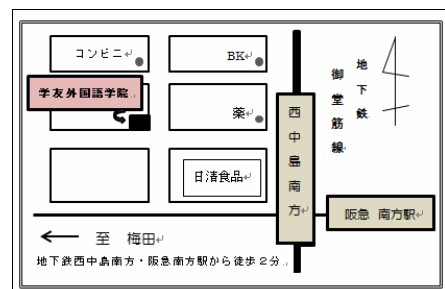 コンビニ
BK
学友外国語学院
薬
日清食品
西中島南方
地下鉄
御堂筋線
阪急 南方駅
至 梅田
地下鉄西中島南方・阪急南方駅から徒歩2分。